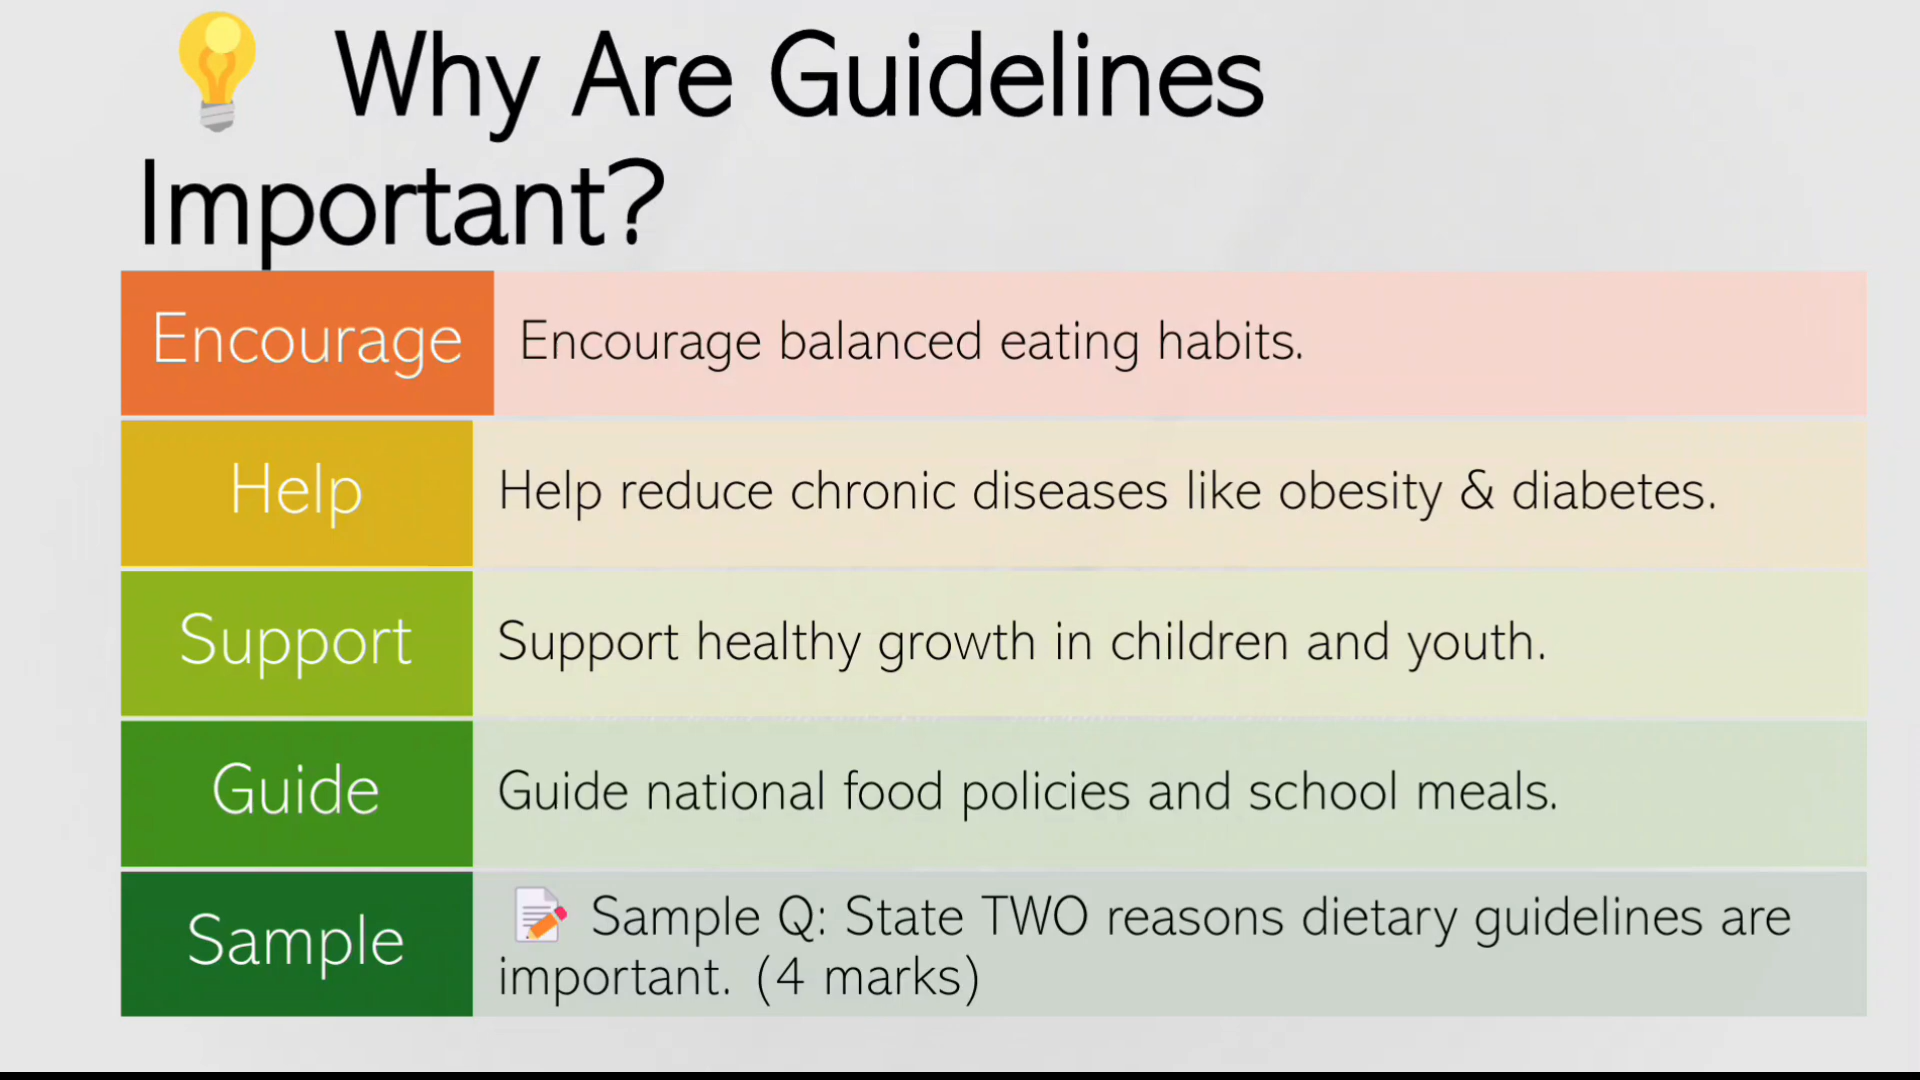 Why Are Guidelines
Important?
Encourage
Encourage balanced eating habits.
Help
Help reduce chronic diseases like obesity & diabetes.
Support
Support healthy growth in children and youth.
Guide
Guide national food policies and school meals.
Sample
Sample Q: State TWO reasons dietary guidelines are
important. (4 marks)